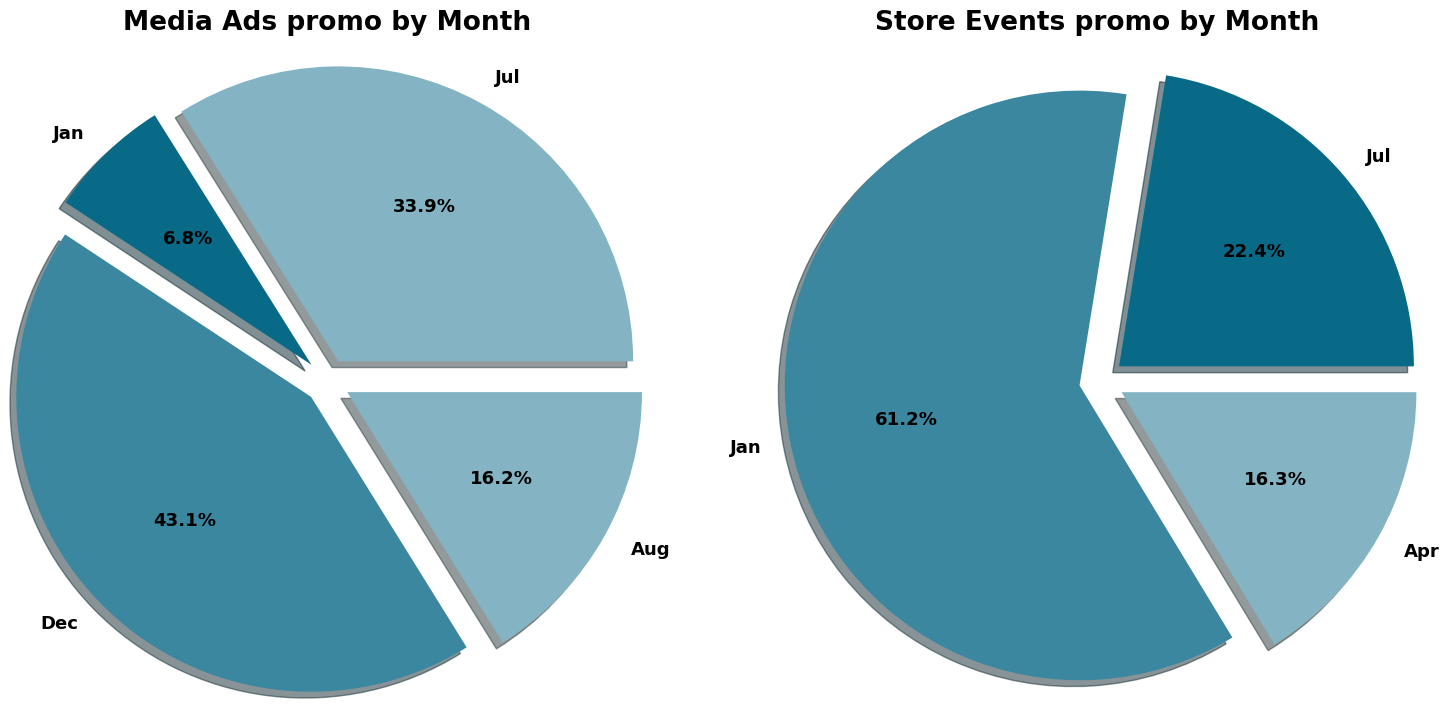 Media Ads promo by Month
Jul
Jan
33.9%
6.8%
16.2%
43.1%
Aug
Dec
Store Events promo by Month
Jul
22.4%
61.2%
Jan
16.3%
Apr